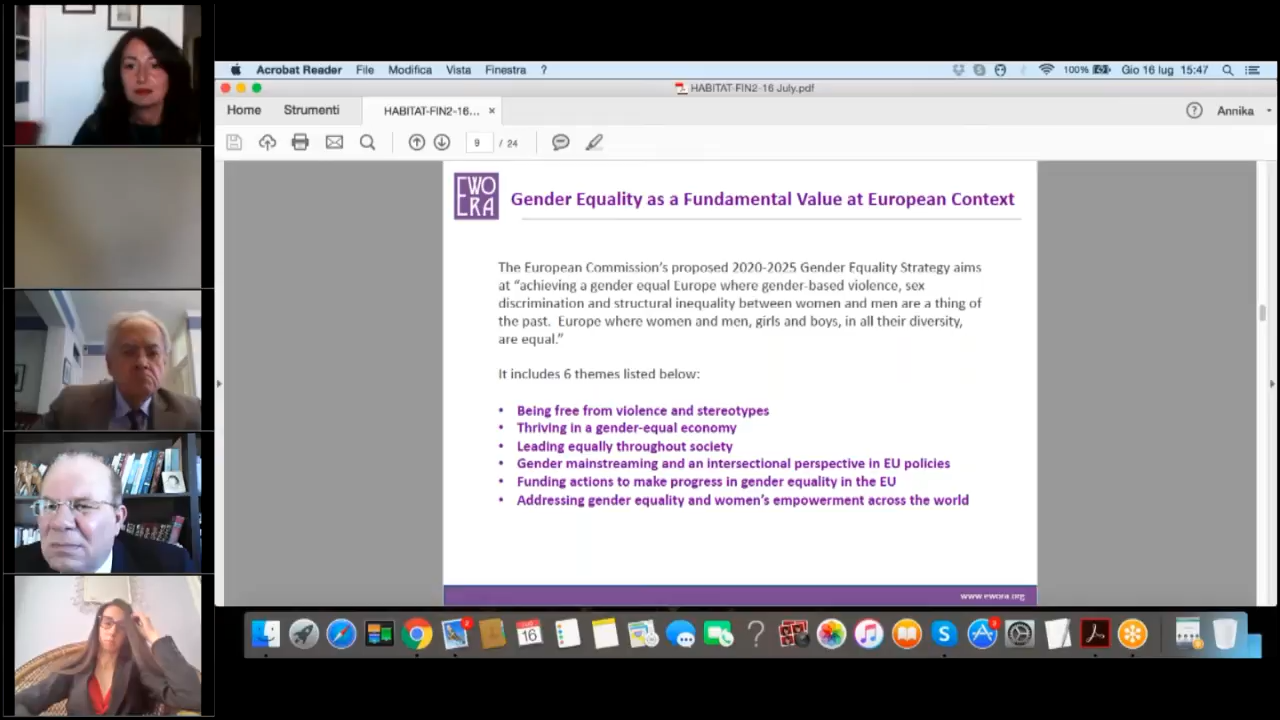 Acrobat Reader File Modifica Vista Finestra ? 100% Gio 16 lug 15:47
HABITAT-FIN2-16 July.pdf
Home Strumenti HABITAT-FIN2-16... × ? Annika
9 / 24
EWO
ERA
Gender Equality as a Fundamental Value at European Context
The European Commission's proposed 2020-2025 Gender Equality Strategy aims
at “achieving a gender equal Europe where gender-based violence, sex
discrimination and structural inequality between women and men are a thing of
the past. Europe where women and men, girls and boys, in all their diversity,
are equal.”
It includes 6 themes listed below:
• Being free from violence and stereotypes
• Thriving in a gender-equal economy
• Leading equally throughout society
• Gender mainstreaming and an intersectional perspective in EU policies
• Funding actions to make progress in gender equality in the EU
• Addressing gender equality and women's empowerment across the world
www.ewora.org
16